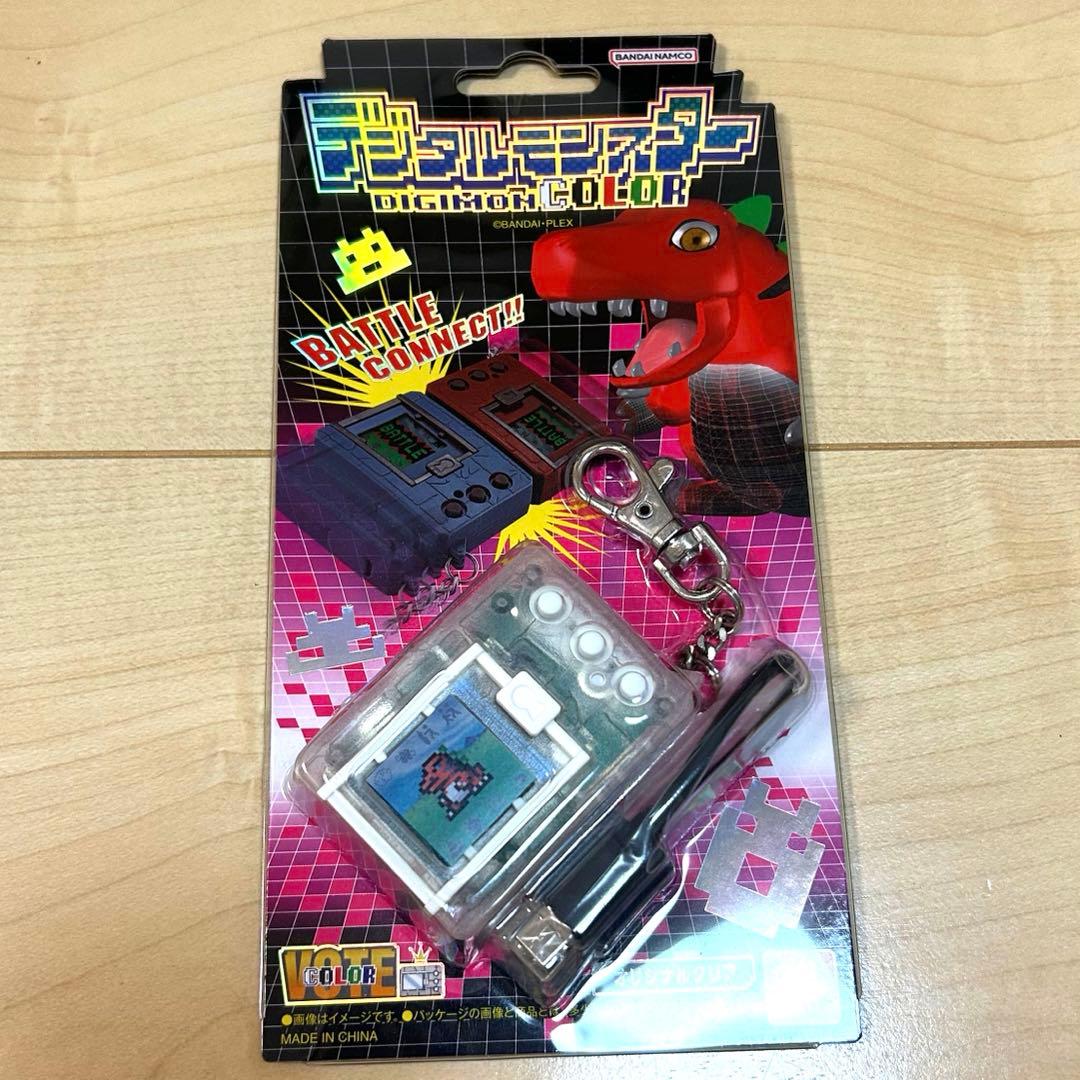 BANDAI NAMCO
デジタルモンスター
DIGIMON COLOR
©BANDAI・PLEX
BATTLE
CONNECT!!
BATTLE
BATTLE
VOTE
COLOR
オリジナルクリア
●画像はイメージです。●パッケージの画像と商品とは
MADE IN CHINA